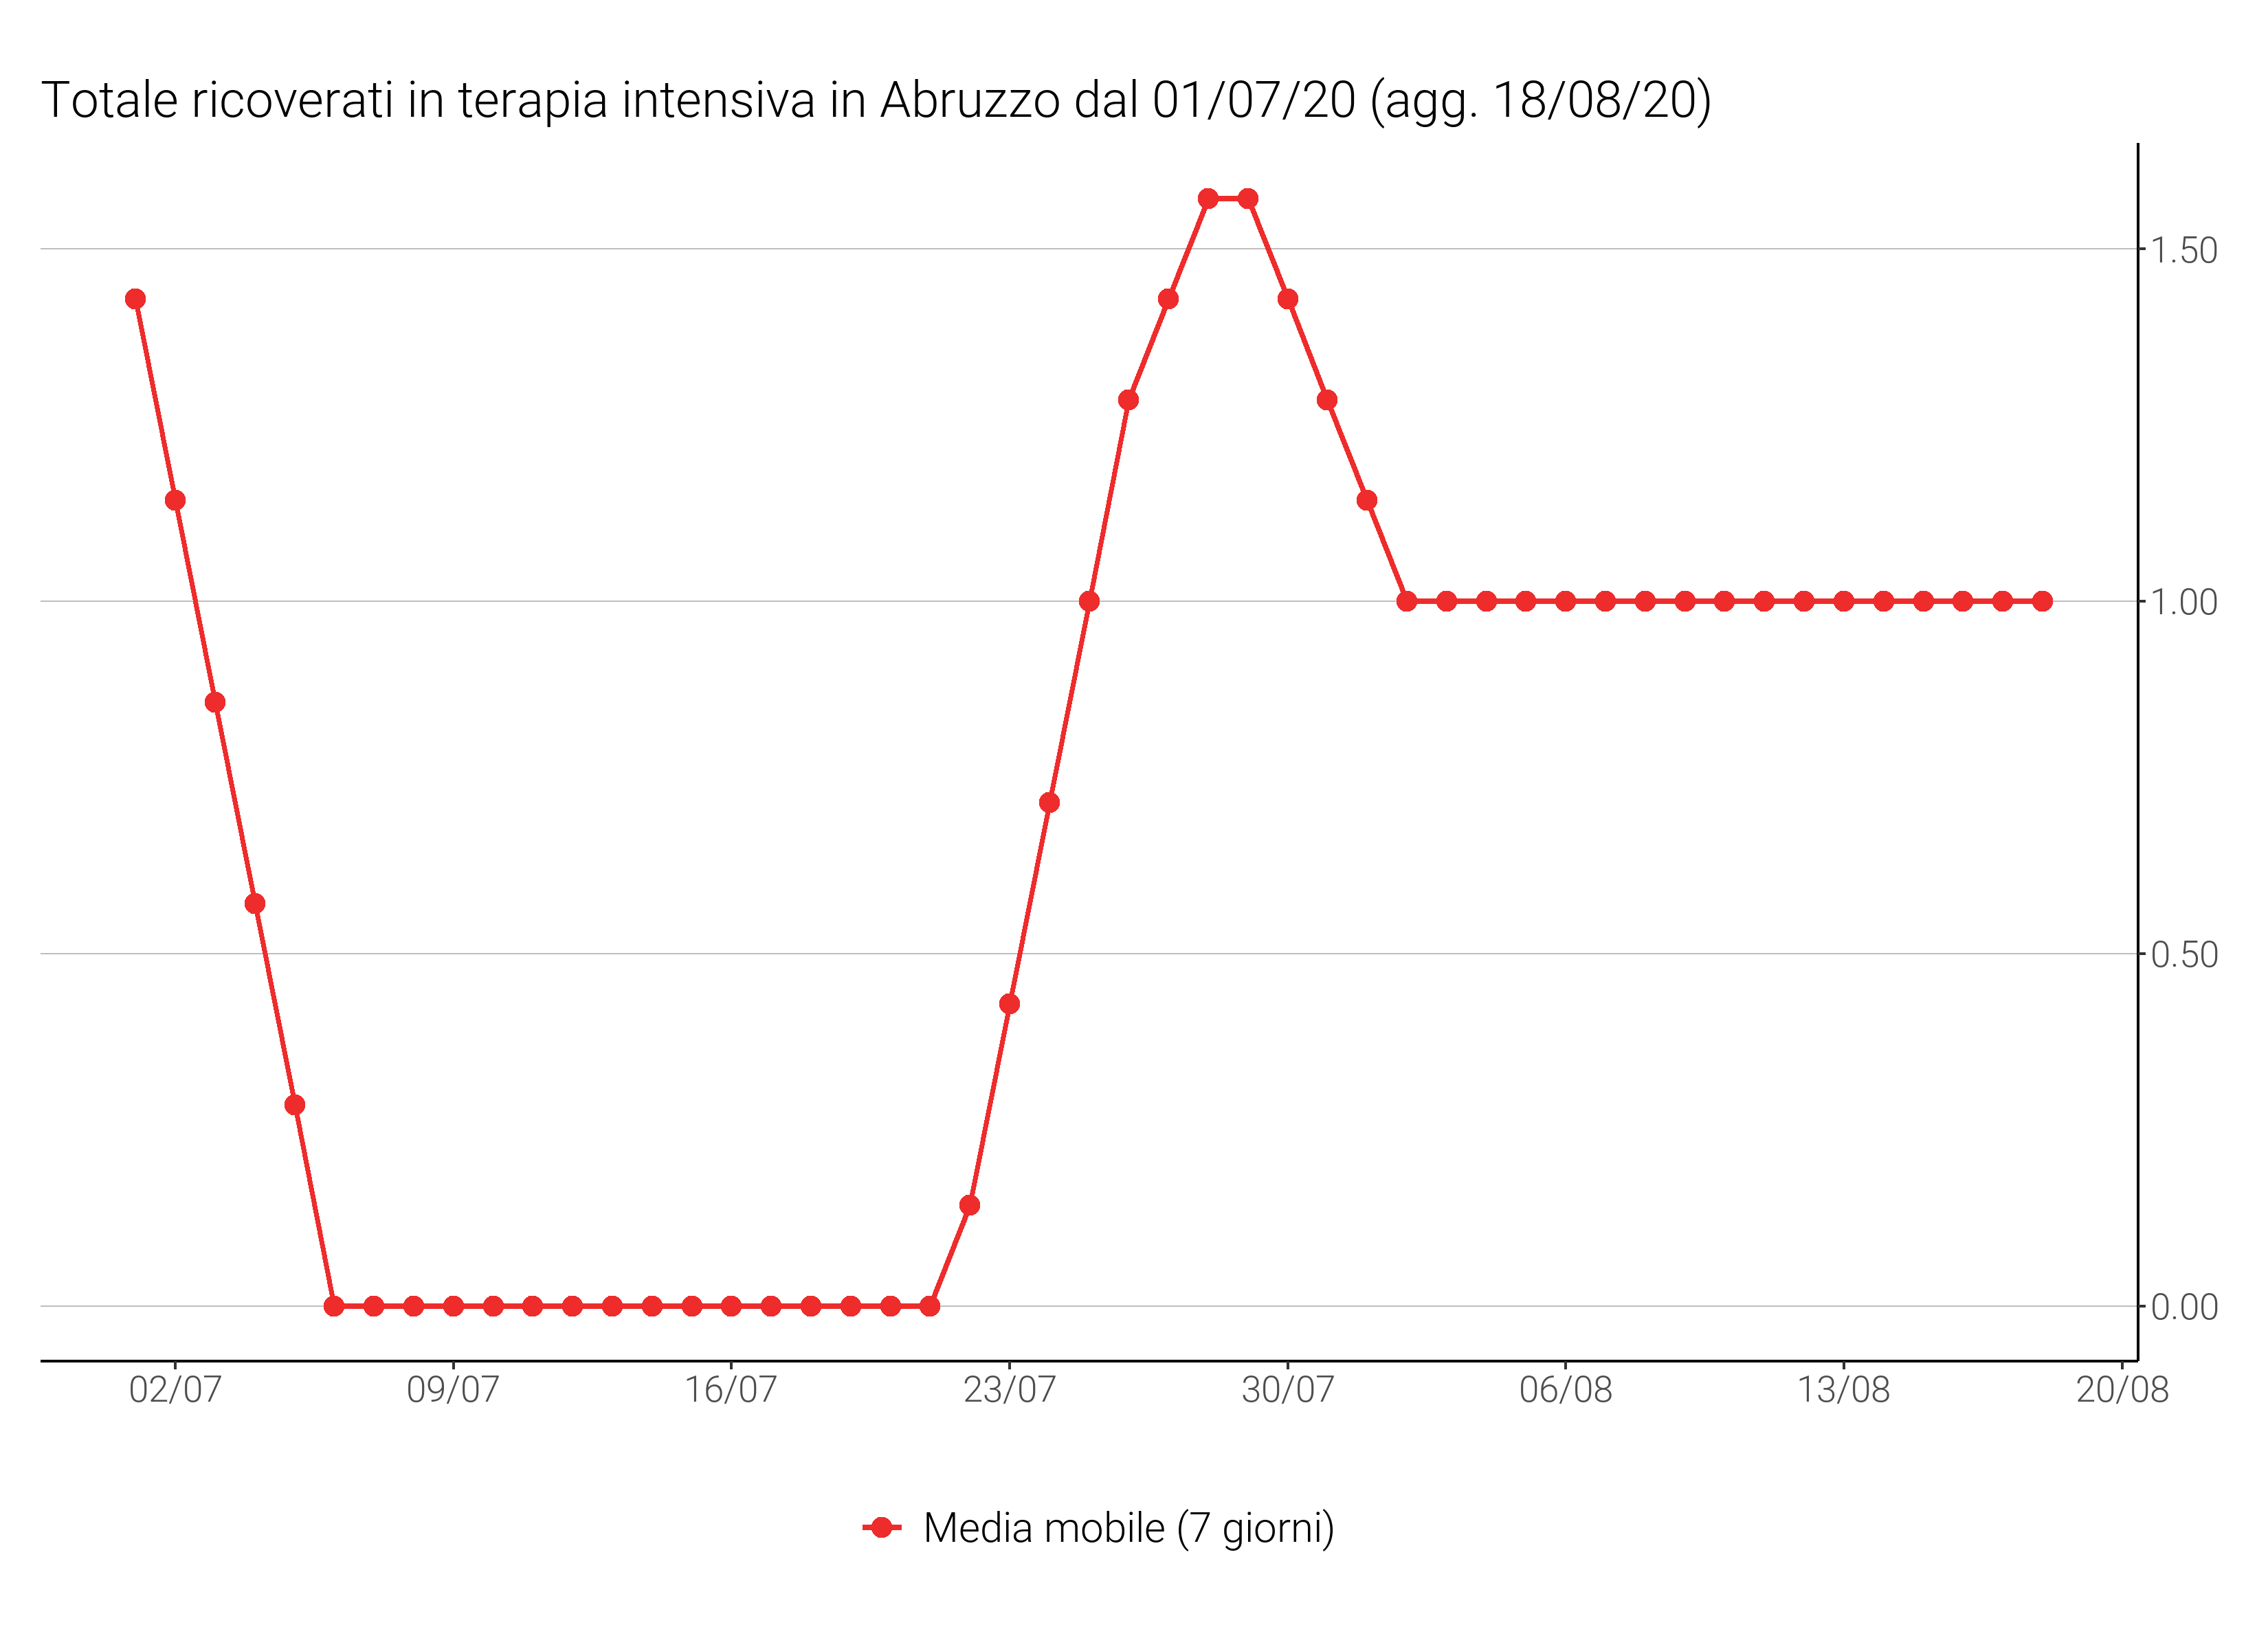 Totale ricoverati in terapia intensiva in Abruzzo dal 01/07/20 (agg. 18/08/20)
1.50
1.00
0.50
0.00
02/07 09/07 16/07 23/07 30/07 06/08 13/08 20/08
Media mobile (7 giorni)